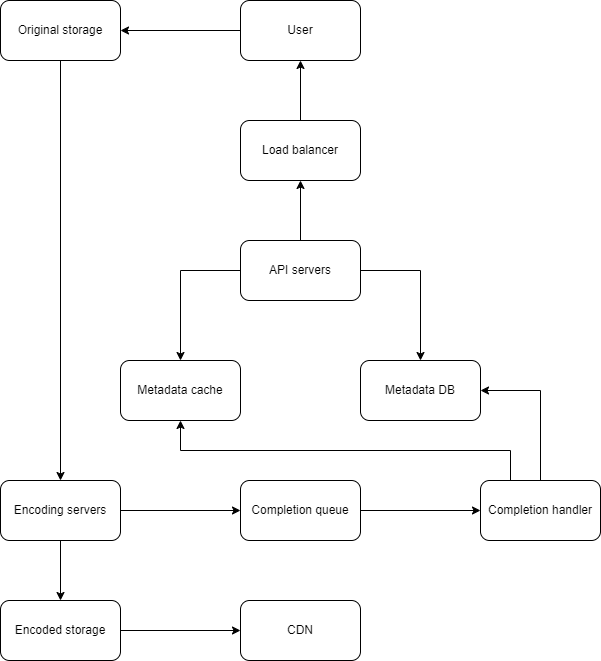 Original storage
User
Load balancer
API servers
Metadata cache
Metadata DB
Encoding servers
Completion queue
Completion handler
Encoded storage
CDN